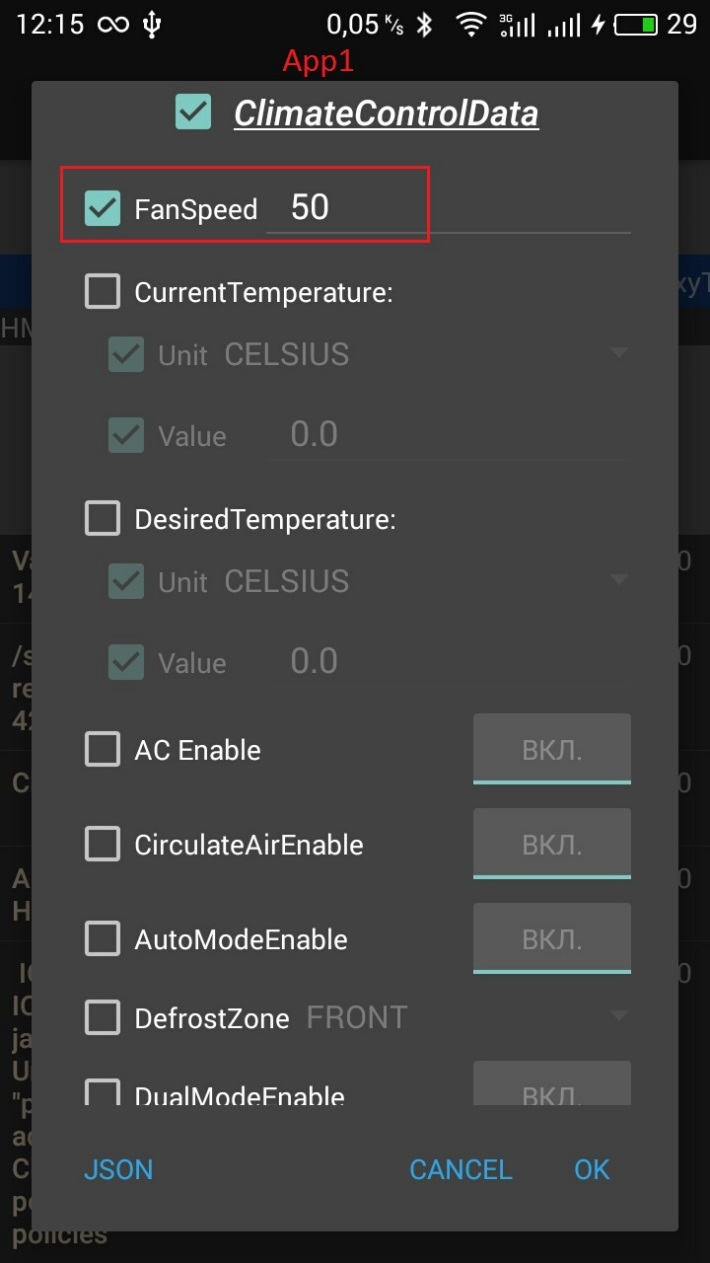 12:15 0,05 K/s 3G 29
App1
ClimateControlData
FanSpeed 50
CurrentTemperature:
Unit CELSIUS
Value 0.0
DesiredTemperature:
Unit CELSIUS
Value 0.0
AC Enable ВКЛ.
CirculateAirEnable ВКЛ.
AutoModeEnable ВКЛ.
DefrostZone FRONT
DualModeEnable ВКЛ.
JSON CANCEL OK
policies